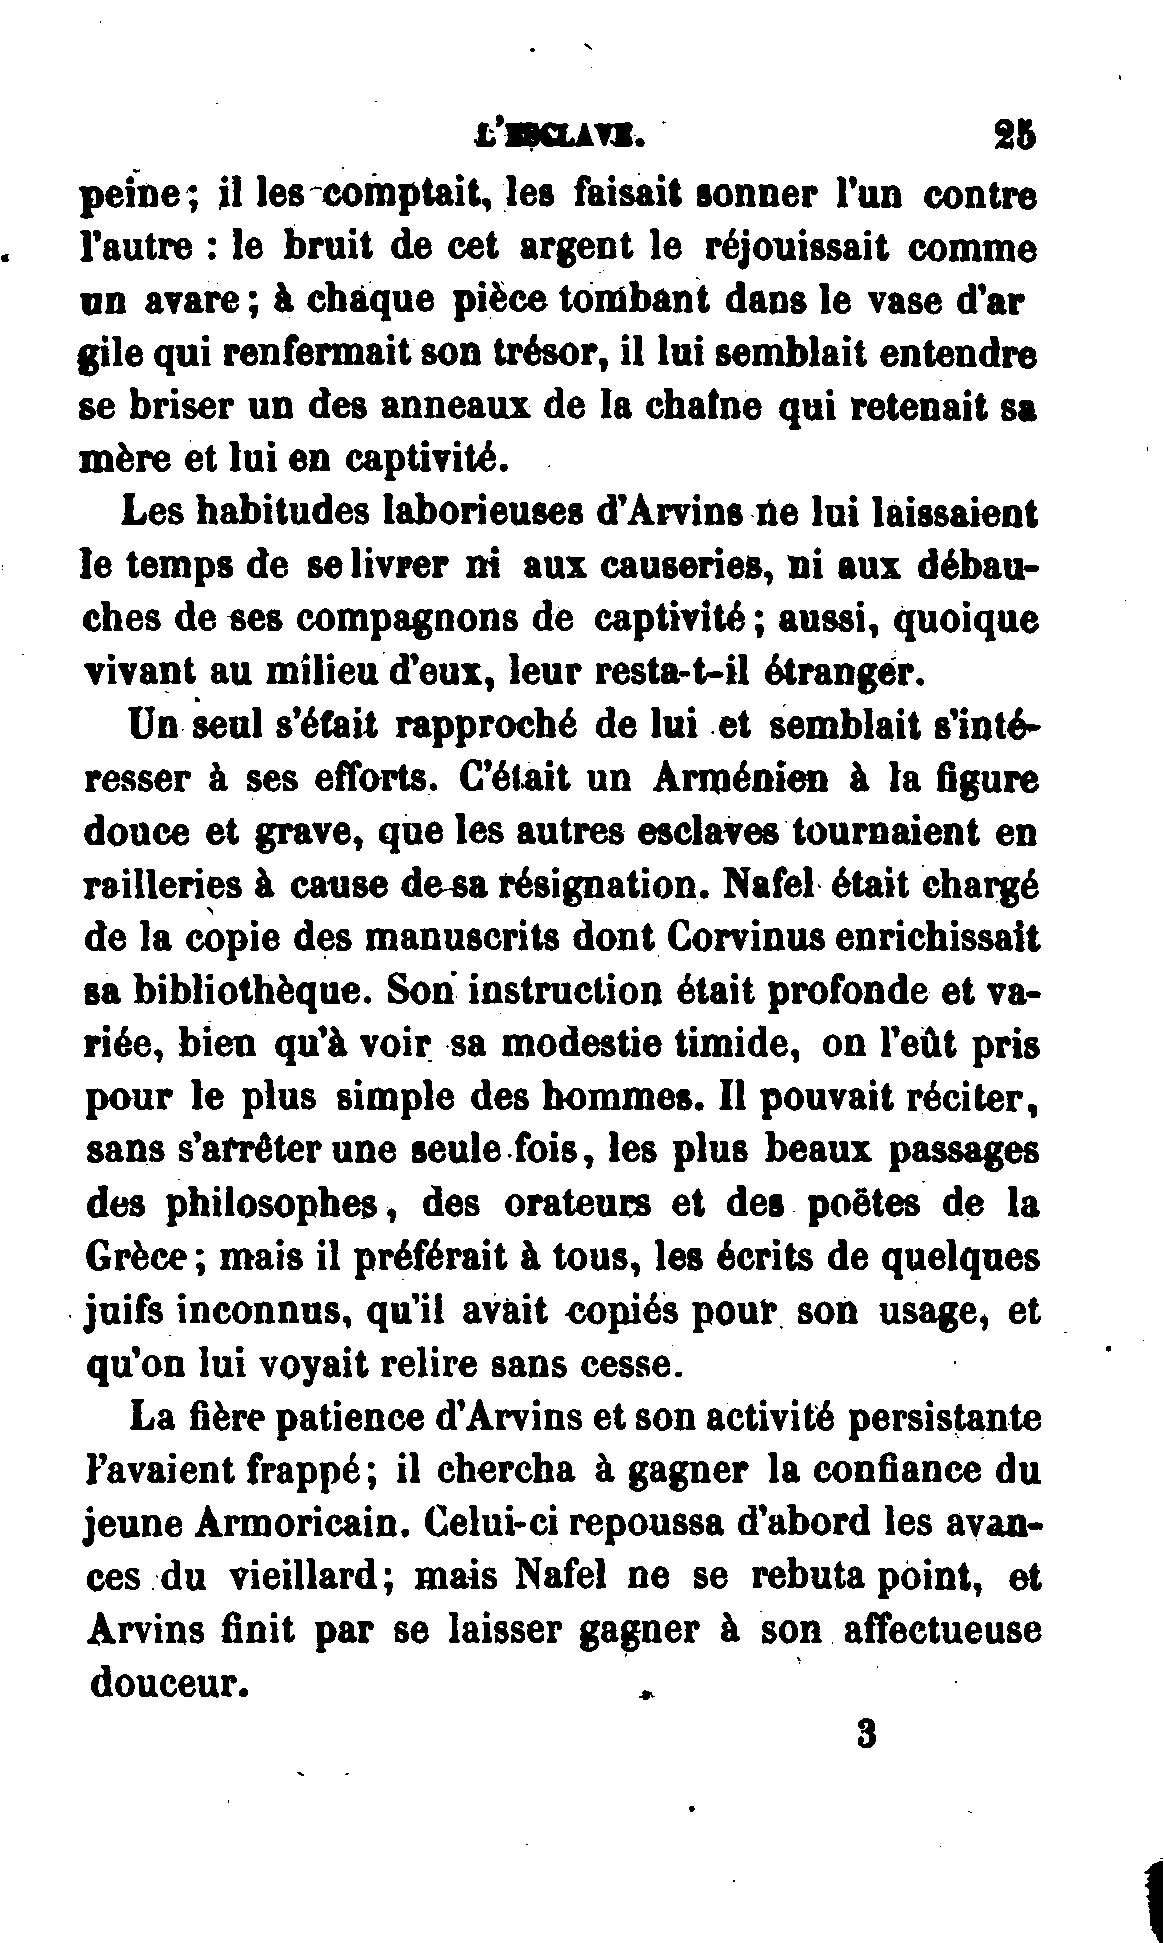 L'ESCLAVE. 25
peine; il les comptait, les faisait sonner l'un contre
l'autre : le bruit de cet argent le réjouissait comme
un avare; à chaque pièce tombant dans le vase d'ar
gile qui renfermait son trésor, il lui semblait entendre
se briser un des anneaux de la chaîne qui retenait sa
mère et lui en captivité.
Les habitudes laborieuses d'Arvins ne lui laissaient
le temps de se livrer ni aux causeries, ni aux débau-
ches de ses compagnons de captivité; aussi, quoique
vivant au milieu d'eux, leur resta-t-il étranger.
Un seul s'était rapproché de lui et semblait s'inté-
resser à ses efforts. C'était un Arménien à la figure
douce et grave, que les autres esclaves tournaient en
railleries à cause de sa résignation. Nafel était chargé
de la copie des manuscrits dont Corvinus enrichissait
sa bibliothèque. Son instruction était profonde et va-
riée, bien qu'à voir sa modestie timide, on l'eût pris
pour le plus simple des hommes. Il pouvait réciter,
sans s'arrêter une seule fois, les plus beaux passages
des philosophes, des orateurs et des poëtes de la
Grèce; mais il préférait à tous, les écrits de quelques
juifs inconnus, qu'il avait copiés pour son usage, et
qu'on lui voyait relire sans cesse.
La fière patience d'Arvins et son activité persistante
l'avaient frappé; il chercha à gagner la confiance du
jeune Armoricain. Celui-ci repoussa d'abord les avan-
ces du vieillard; mais Nafel ne se rebuta point, et
Arvins finit par se laisser gagner à son affectueuse
douceur.
3